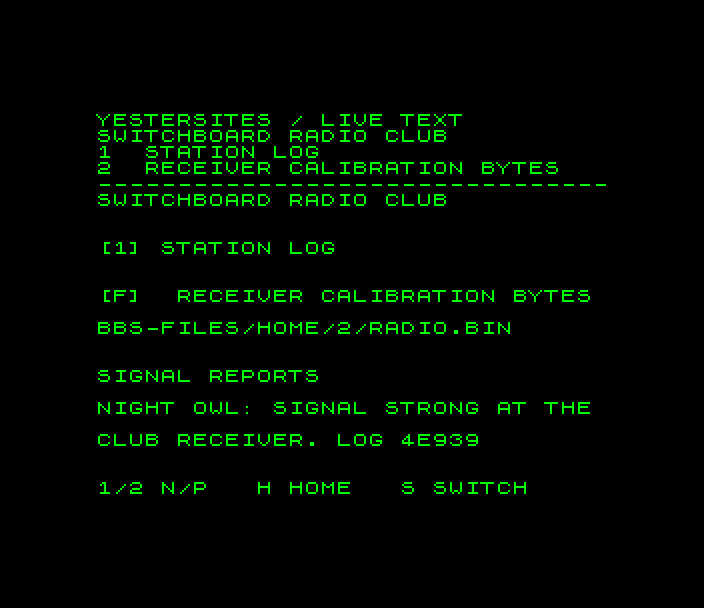 YESTERSITES / LIVE TEXT
SWITCHBOARD RADIO CLUB
1  STATION LOG
2  RECEIVER CALIBRATION BYTES
--------------------------------
SWITCHBOARD RADIO CLUB
[1] STATION LOG
[F]  RECEIVER CALIBRATION BYTES
BBS-FILES/HOME/2/RADIO.BIN
SIGNAL REPORTS
NIGHT OWL: SIGNAL STRONG AT THE
CLUB RECEIVER. LOG 4E939
1/2 N/P   H HOME   S SWITCH